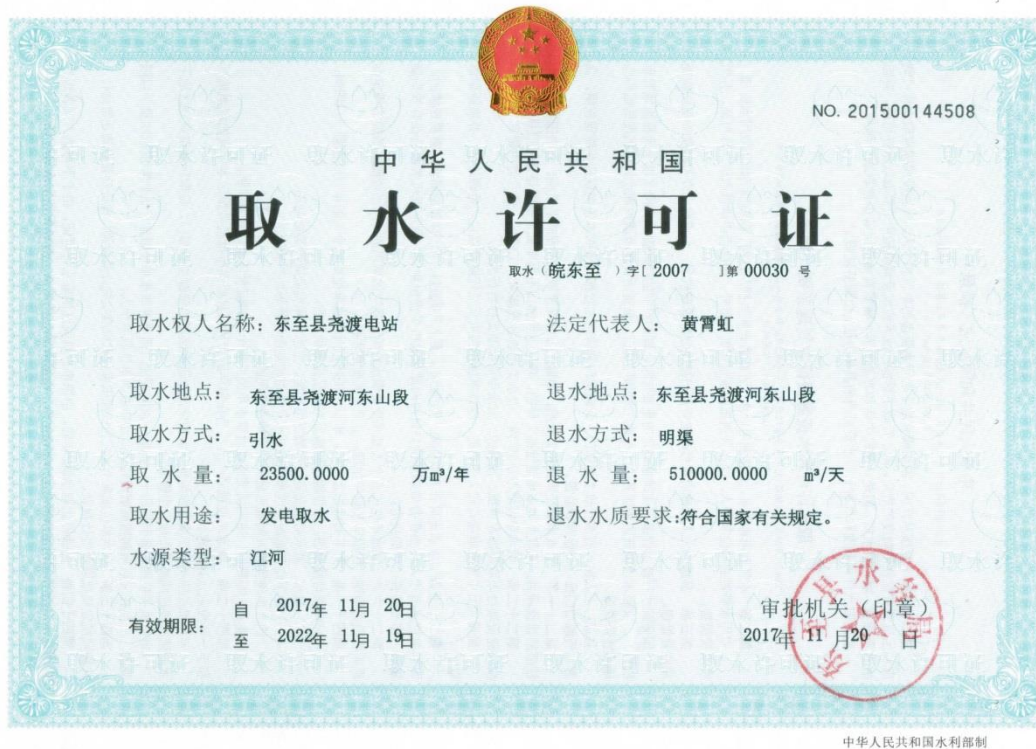 NO. 201500144508
中华人民共和国
取水许可证
取水（皖东至 ）字[ 2007 ]第 00030 号
取水权人名称：东至县尧渡电站 法定代表人： 黄霄虹
取水地点： 东至县尧渡河东山段 退水地点： 东至县尧渡河东山段
取水方式： 引水 退水方式： 明渠
取 水 量： 23500.0000 万m³/年 退 水 量： 510000.0000 m³/天
取水用途： 发电取水 退水水质要求:符合国家有关规定。
水源类型: 江河
有效期限： 自 2017年 11月 20日
至 2022年 11月 19日
审批机关（印章）
2017年 11 月20 日
东至县水务局
中华人民共和国水利部制